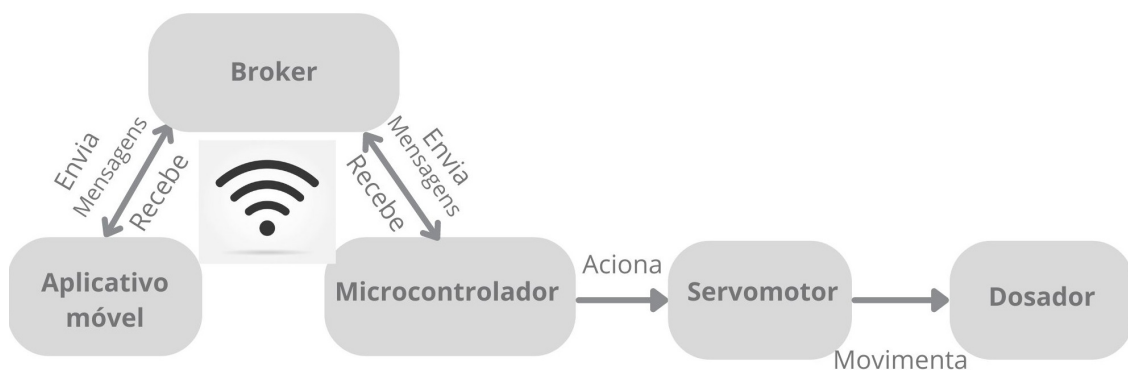 Broker
Envia
Mensagens
Recebe
Envia
Mensagens
Recebe
Aplicativo
móvel
Microcontrolador
Aciona
Servomotor
Movimenta
Dosador